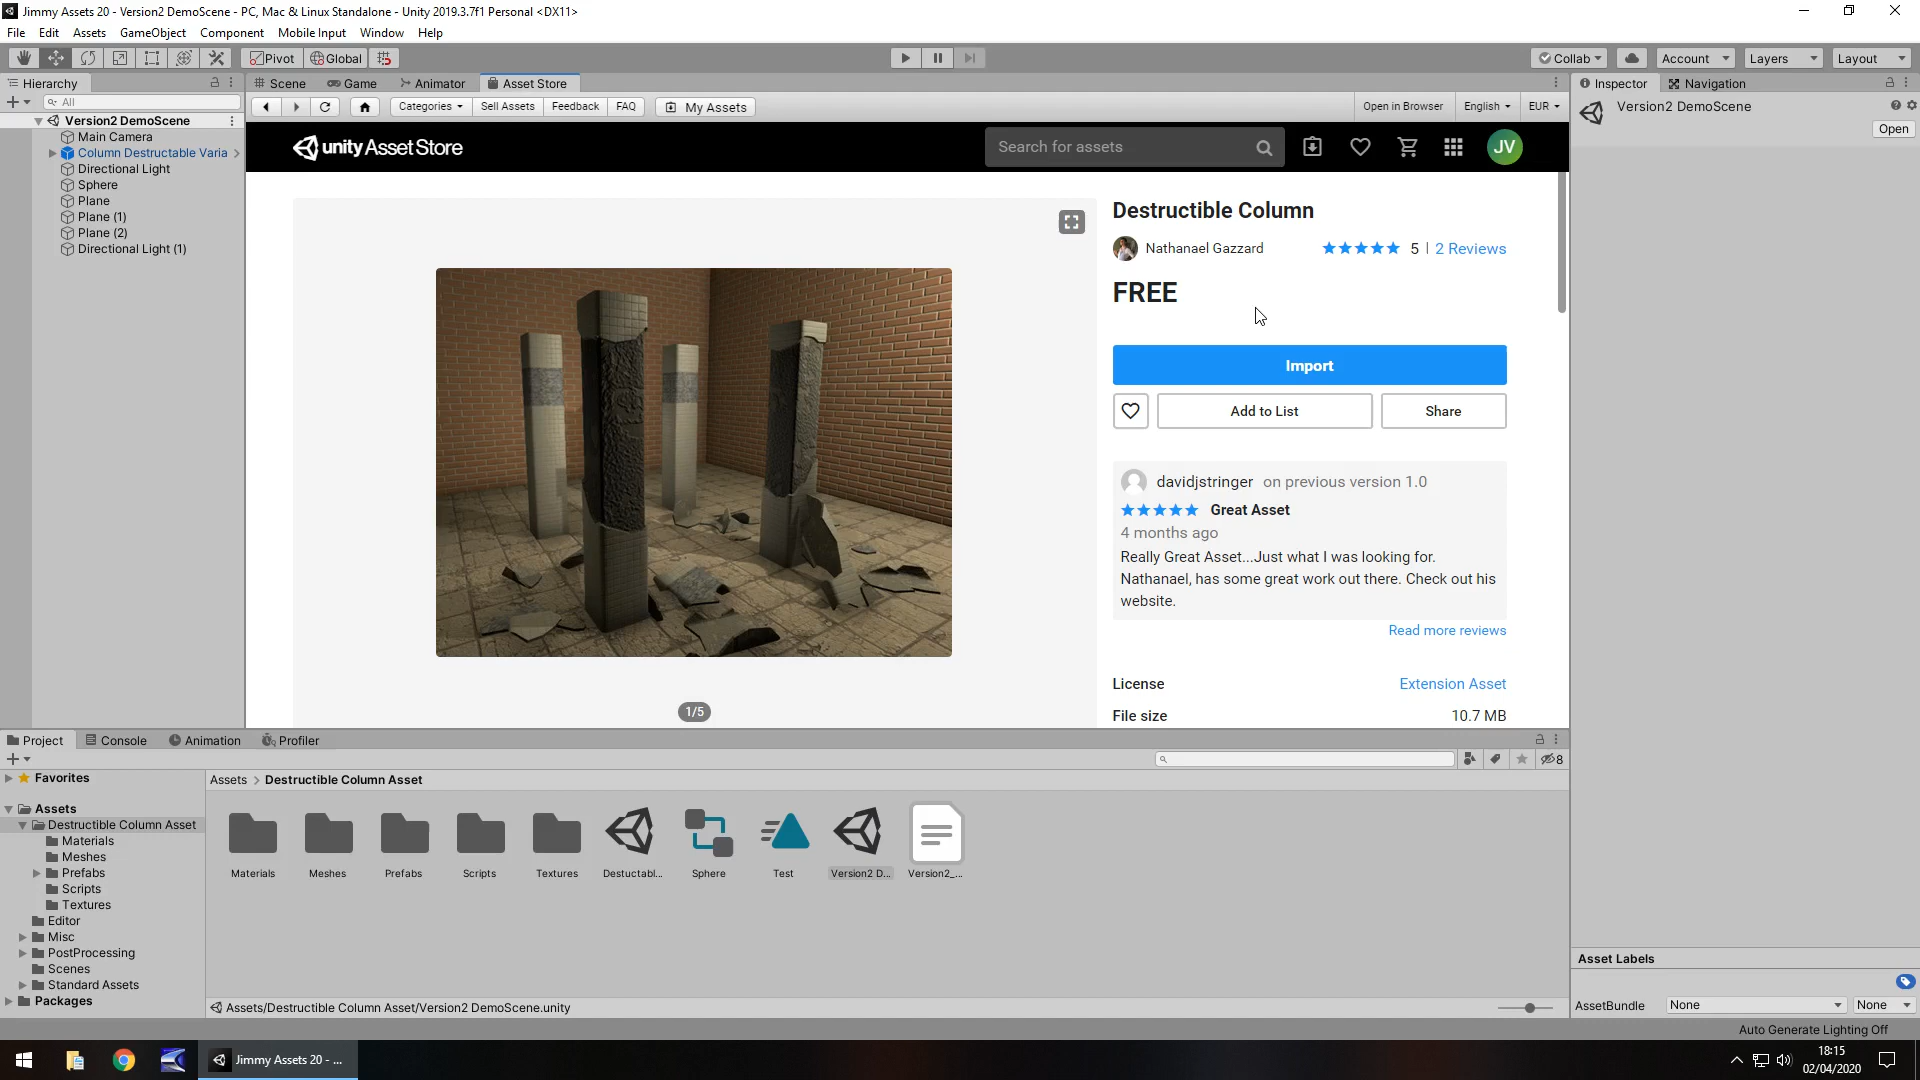 Jimmy Assets 20 - Version2 DemoScene - PC, Mac & Linux Standalone - Unity 2019.3.7f1 Personal <DX11>
File Edit Assets GameObject Component Mobile Input Window Help
Pivot Global Collab Account Layers Layout
Hierarchy
All
Version2 DemoScene
Main Camera
Column Destructable Varia
Directional Light
Sphere
Plane
Plane (1)
Plane (2)
Directional Light (1)
Scene Game Animator Asset Store
Categories Sell Assets Feedback FAQ My Assets Open in Browser English EUR
unity Asset Store Search for assets JV
Destructible Column
Nathanael Gazzard 5 | 2 Reviews
FREE
Import
Add to List Share
davidjstringer on previous version 1.0
Great Asset
4 months ago
Really Great Asset...Just what I was looking for.
Nathanael, has some great work out there. Check out his
website.
Read more reviews
License Extension Asset
File size 10.7 MB
1/5
Inspector Navigation
Version2 DemoScene
Open
Project Console Animation Profiler
8
Favorites
Assets
Destructible Column Asset
Materials
Meshes
Prefabs
Scripts
Textures
Editor
Misc
PostProcessing
Scenes
Standard Assets
Packages
Assets > Destructible Column Asset
Materials Meshes Prefabs Scripts Textures Destuctabl... Sphere Test Version2 D... Version2_...
Assets/Destructible Column Asset/Version2 DemoScene.unity
Asset Labels
AssetBundle None None
Auto Generate Lighting Off
Jimmy Assets 20 - ...
18:15
02/04/2020